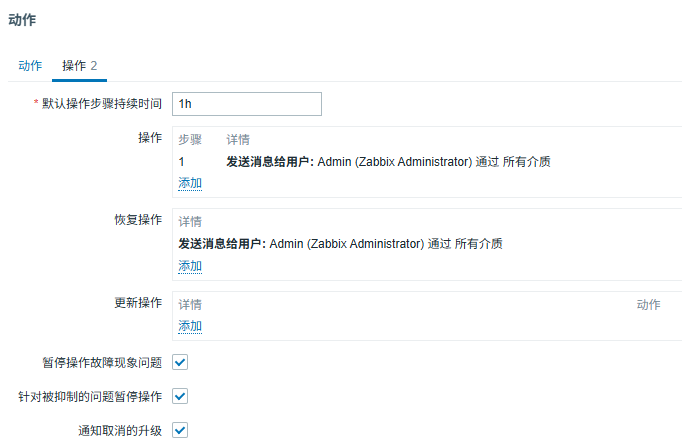 动作
动作 操作 2
* 默认操作步骤持续时间 1h
操作 步骤 详情
1 发送消息给用户: Admin (Zabbix Administrator) 通过 所有介质
添加
恢复操作 详情
发送消息给用户: Admin (Zabbix Administrator) 通过 所有介质
添加
更新操作 详情 动作
添加
暂停操作故障现象问题
针对被抑制的问题暂停操作
通知取消的升级